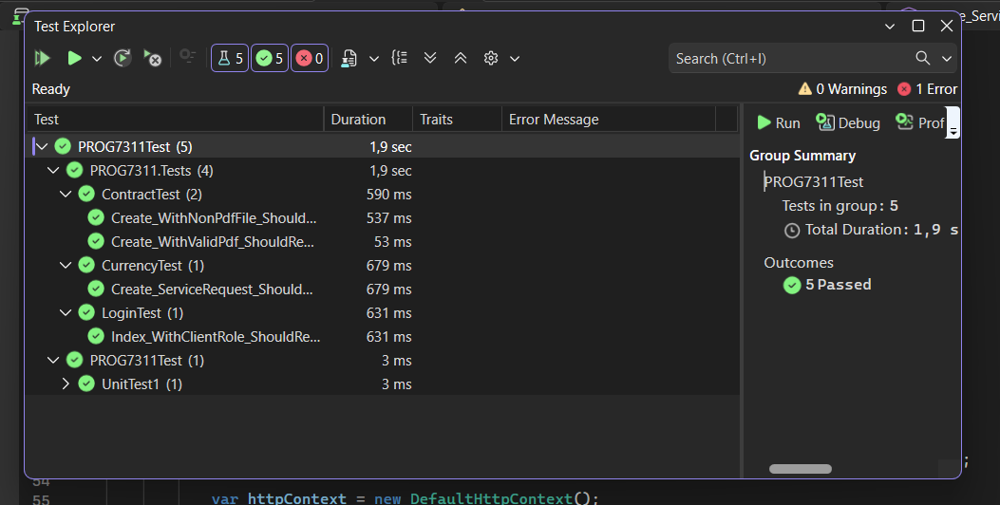 e_Servi
Test Explorer
5 5 0
Search (Ctrl+I)
Ready
0 Warnings 1 Error
Test Duration Traits Error Message
Run Debug Prof
PROG7311Test (5) 1,9 sec
PROG7311.Tests (4) 1,9 sec
ContractTest (2) 590 ms
Create_WithNonPdfFile_Should... 537 ms
Create_WithValidPdf_ShouldRe... 53 ms
CurrencyTest (1) 679 ms
Create_ServiceRequest_Should... 679 ms
LoginTest (1) 631 ms
Index_WithClientRole_ShouldRe... 631 ms
PROG7311Test (1) 3 ms
UnitTest1 (1) 3 ms
Group Summary
PROG7311Test
Tests in group: 5
Total Duration: 1,9 s
Outcomes
5 Passed
;
54
55 var httpContext = new DefaultHttpContext();